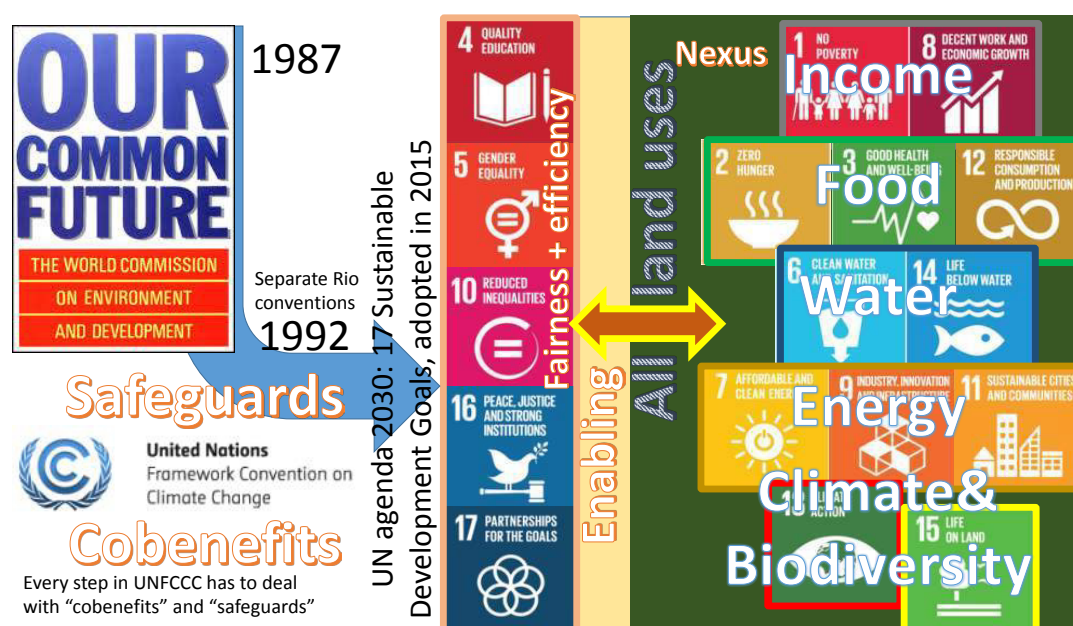 OUR
COMMON
FUTURE
THE WORLD COMMISSION
ON ENVIRONMENT
AND DEVELOPMENT
1987
Separate Rio
conventions
1992
Safeguards
United Nations
Framework Convention on
Climate Change
Cobenefits
Every step in UNFCCC has to deal
with “cobenefits” and “safeguards”
UN agenda 2030: 17 Sustainable
Development Goals, adopted in 2015
4 QUALITY
EDUCATION
5 GENDER
EQUALITY
10 REDUCED
INEQUALITIES
16 PEACE, JUSTICE
AND STRONG
INSTITUTIONS
17 PARTNERSHIPS
FOR THE GOALS
Fairness + efficiency
Enabling
All land uses
Nexus
1 NO
POVERTY
8 DECENT WORK AND
ECONOMIC GROWTH
Income
2 ZERO
HUNGER
3 GOOD HEALTH
AND WELL-BEING
12 RESPONSIBLE
CONSUMPTION
AND PRODUCTION
Food
6 CLEAN WATER
AND SANITATION
14 LIFE
BELOW WATER
Water
7 AFFORDABLE AND
CLEAN ENERGY
9 INDUSTRY, INNOVATION
AND INFRASTRUCTURE
11 SUSTAINABLE CITIES
AND COMMUNITIES
Energy
Climate&
13 CLIMATE
ACTION
15 LIFE
ON LAND
Biodiversity